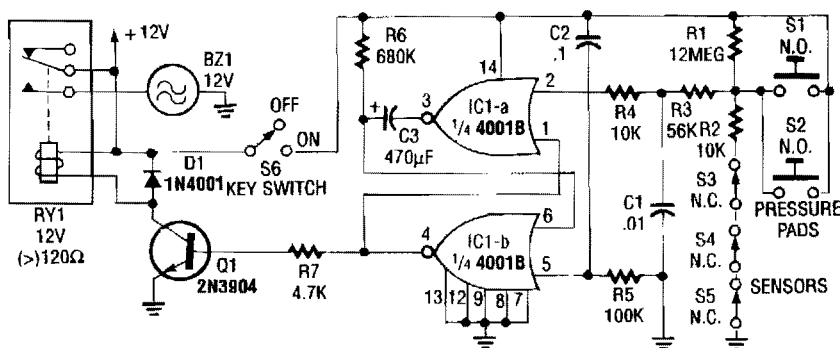 +12V
BZ1
12V
RY1
12V
(>)120Ω
D1
1N4001
Q1
2N3904
OFF
ON
S6
KEY SWITCH
R7
4.7K
R6
680K
+
C3
470μF
3
14
2
1
IC1-a
1/4 4001B
4
6
5
IC1-b
1/4 4001B
13
12
9
8
7
C2
.1
R4
10K
R3
56K
C1
.01
R5
100K
R1
12MEG
R2
10K
S1
N.O.
S2
N.O.
PRESSURE
PADS
S3
N.C.
S4
N.C.
S5
N.C.
SENSORS